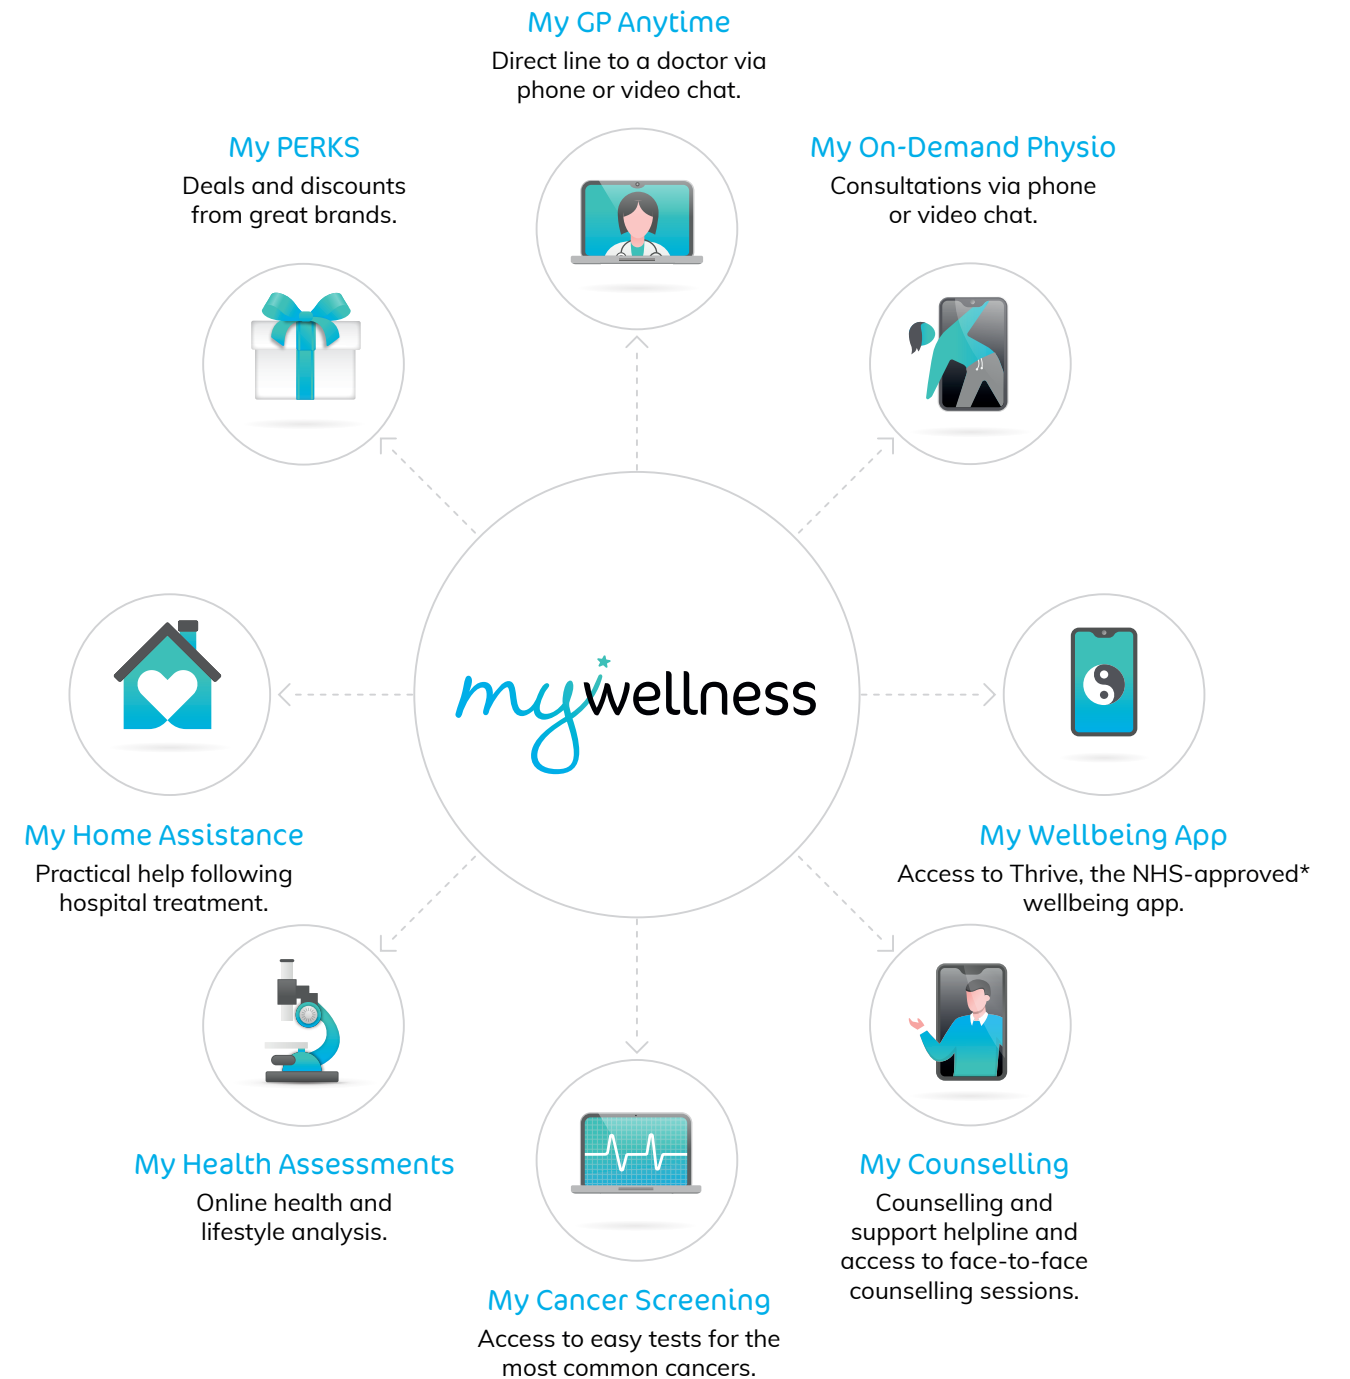 My GP Anytime
Direct line to a doctor via
phone or video chat.
My PERKS
Deals and discounts
from great brands.
My On-Demand Physio
Consultations via phone
or video chat.
my wellness
My Home Assistance
Practical help following
hospital treatment.
My Wellbeing App
Access to Thrive, the NHS-approved*
wellbeing app.
My Health Assessments
Online health and
lifestyle analysis.
My Counselling
Counselling and
support helpline and
access to face-to-face
counselling sessions.
My Cancer Screening
Access to easy tests for the
most common cancers.